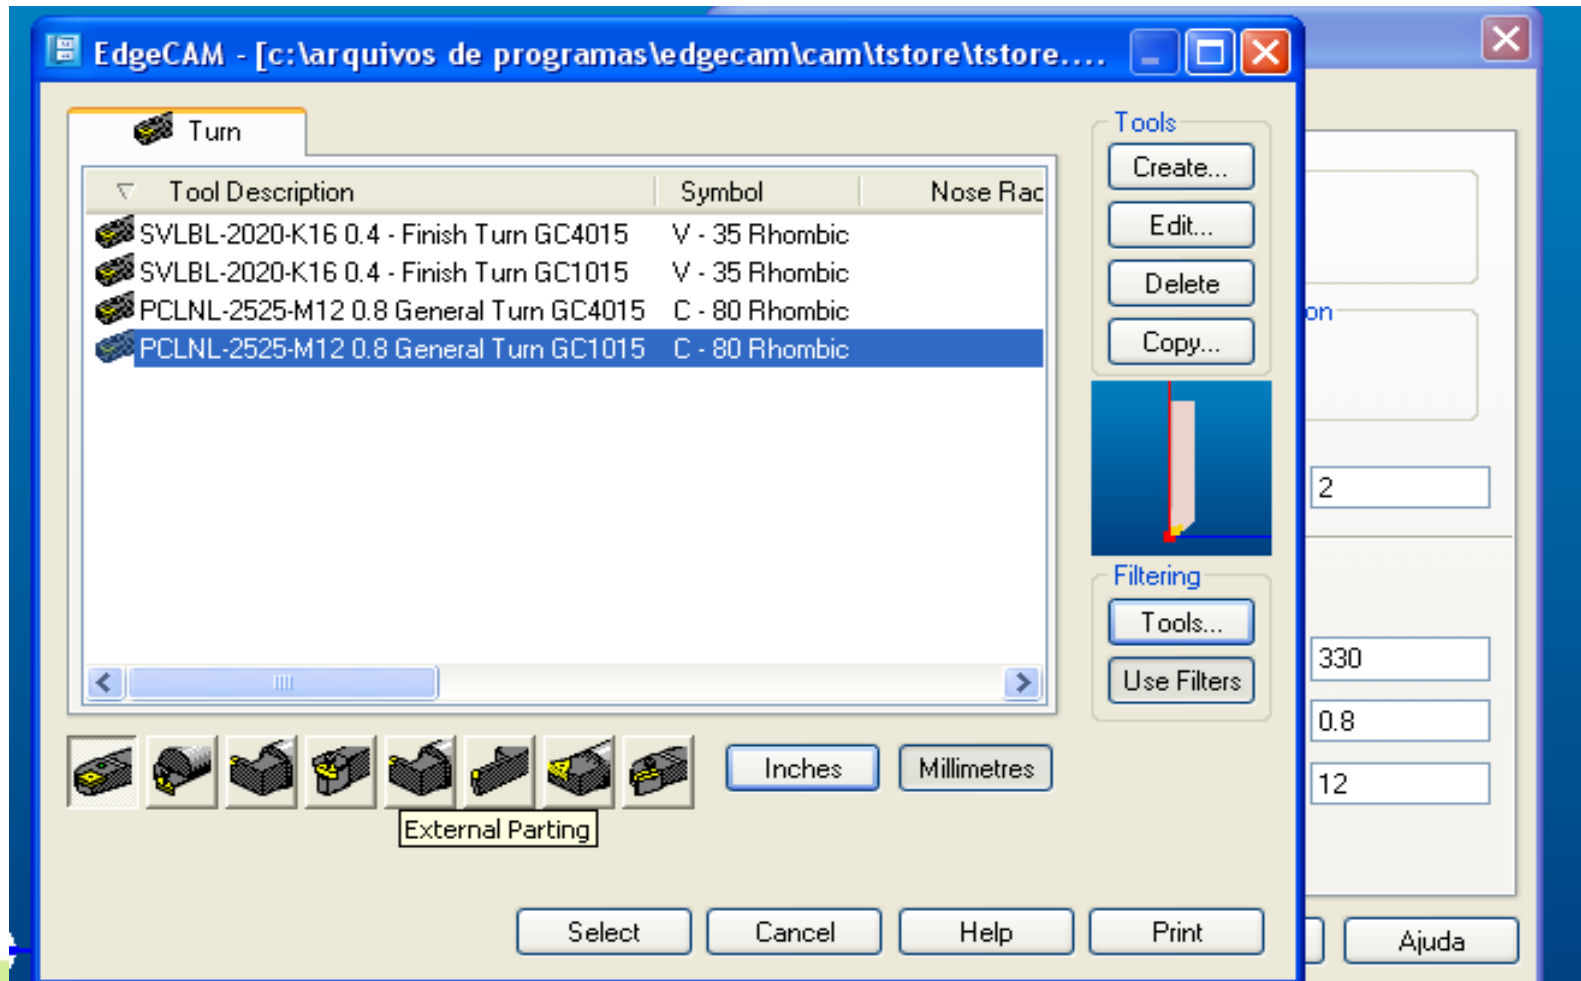 EdgeCAM - [c:\arquivos de programas\edgecam\cam\tstore\tstore....
Turn
Tool Description Symbol Nose Rad
SVLBL-2020-K16 0.4 - Finish Turn GC4015 V - 35 Rhombic
SVLBL-2020-K16 0.4 - Finish Turn GC1015 V - 35 Rhombic
PCLNL-2525-M12 0.8 General Turn GC4015 C - 80 Rhombic
PCLNL-2525-M12 0.8 General Turn GC1015 C - 80 Rhombic
Tools
Create...
Edit...
Delete
Copy...
Filtering
Tools...
Use Filters
Inches
Millimetres
External Parting
Select
Cancel
Help
Print
on
2
330
0.8
12
Ajuda